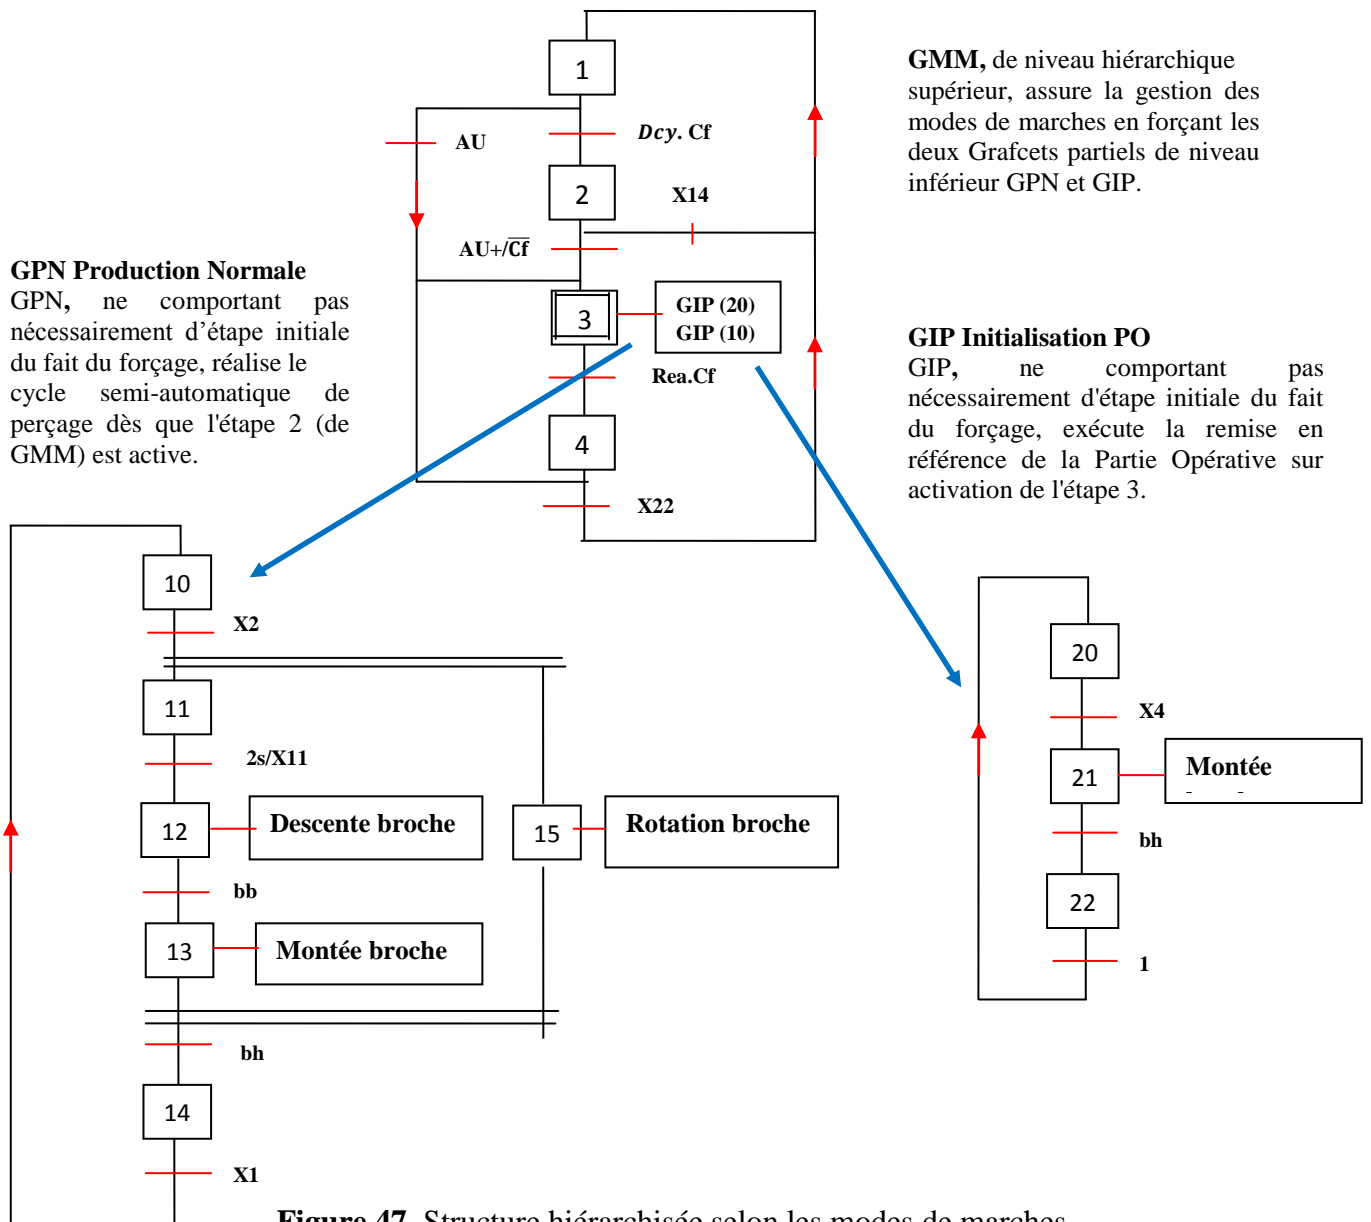 1
GMM, de niveau hiérarchique
supérieur, assure la gestion des
modes de marches en forçant les
deux Grafcets partiels de niveau
inférieur GPN et GIP.
AU
Dcy. Cf
2
X14
AU+/C̅f̅
GPN Production Normale
GPN, ne comportant pas
nécessairement d’étape initiale
du fait du forçage, réalise le
cycle semi-automatique de
perçage dès que l'étape 2 (de
GMM) est active.
3
GIP (20)
GIP (10)
Rea.Cf
GIP Initialisation PO
GIP, ne comportant pas
nécessairement d'étape initiale du fait
du forçage, exécute la remise en
référence de la Partie Opérative sur
activation de l'étape 3.
4
X22
10
X2
11
2s/X11
12
Descente broche
15
Rotation broche
bb
13
Montée broche
bh
14
X1
20
X4
21
Montée
bh
22
1
Figure 47. Structure hiérarchisée selon les modes de marches